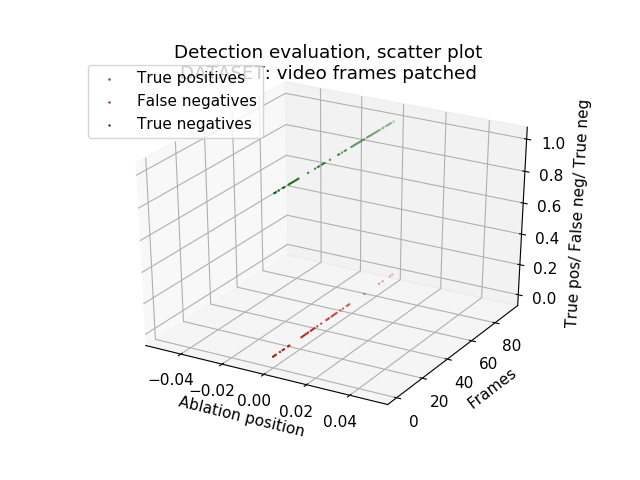 Detection evaluation, scatter plot
DATASET: video frames patched
True positives
False negatives
True negatives
1.0
0.8
0.6
0.4
0.2
0.0
True pos/ False neg/ True neg
80
60
40
20
0
Frames
−0.04
−0.02
0.00
0.02
0.04
Ablation position